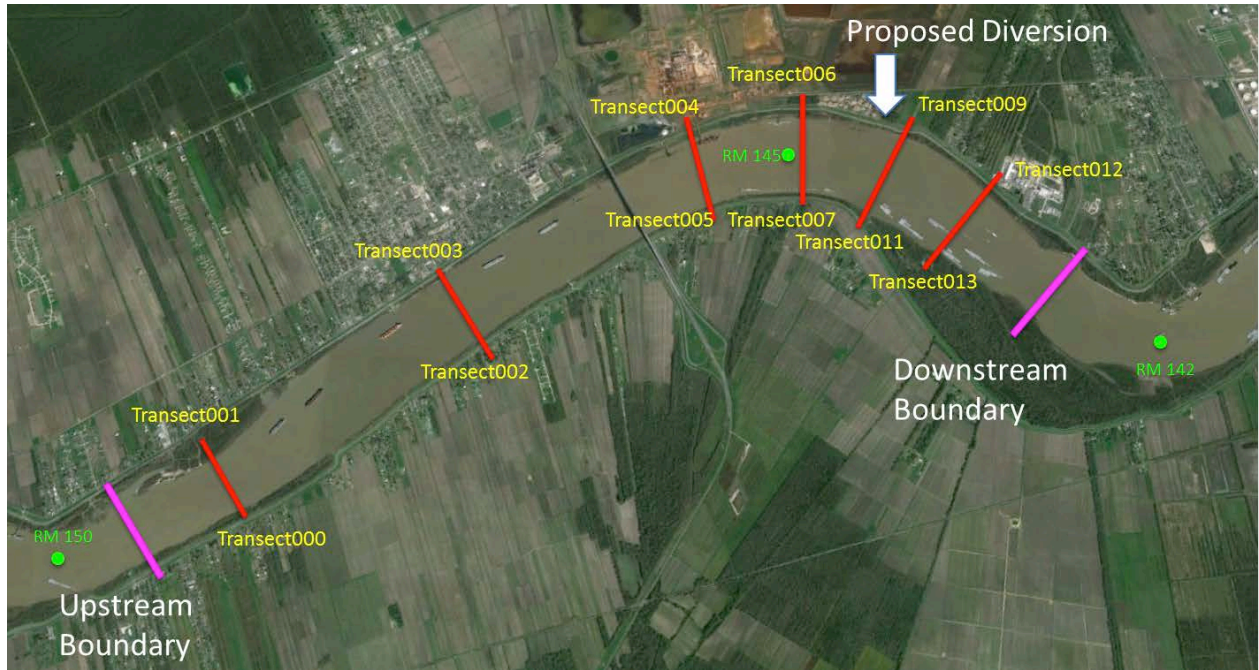 Proposed Diversion
Transect006
Transect004
Transect009
RM 145
Transect012
Transect005
Transect007
Transect011
Transect003
Transect013
Transect002
Downstream
Boundary
RM 142
Transect001
RM 150
Transect000
Upstream
Boundary